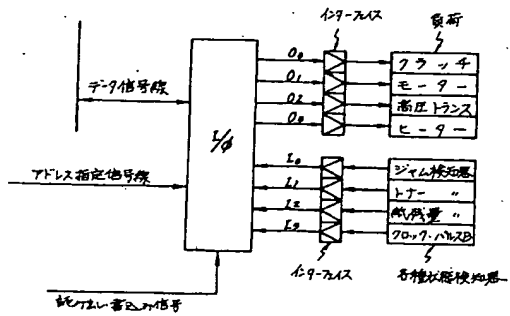 インターフェイス
負荷
データ信号線
I/O
O0
O1
O2
O3
クラッチ
モーター
高圧トランス
ヒーター
アドレス指定信号線
I0
I1
I2
I3
ジャム検知器
トナー 〃
紙残量 〃
クロック・パルス
インターフェイス
各種状態検知器
読み出し書込み信号